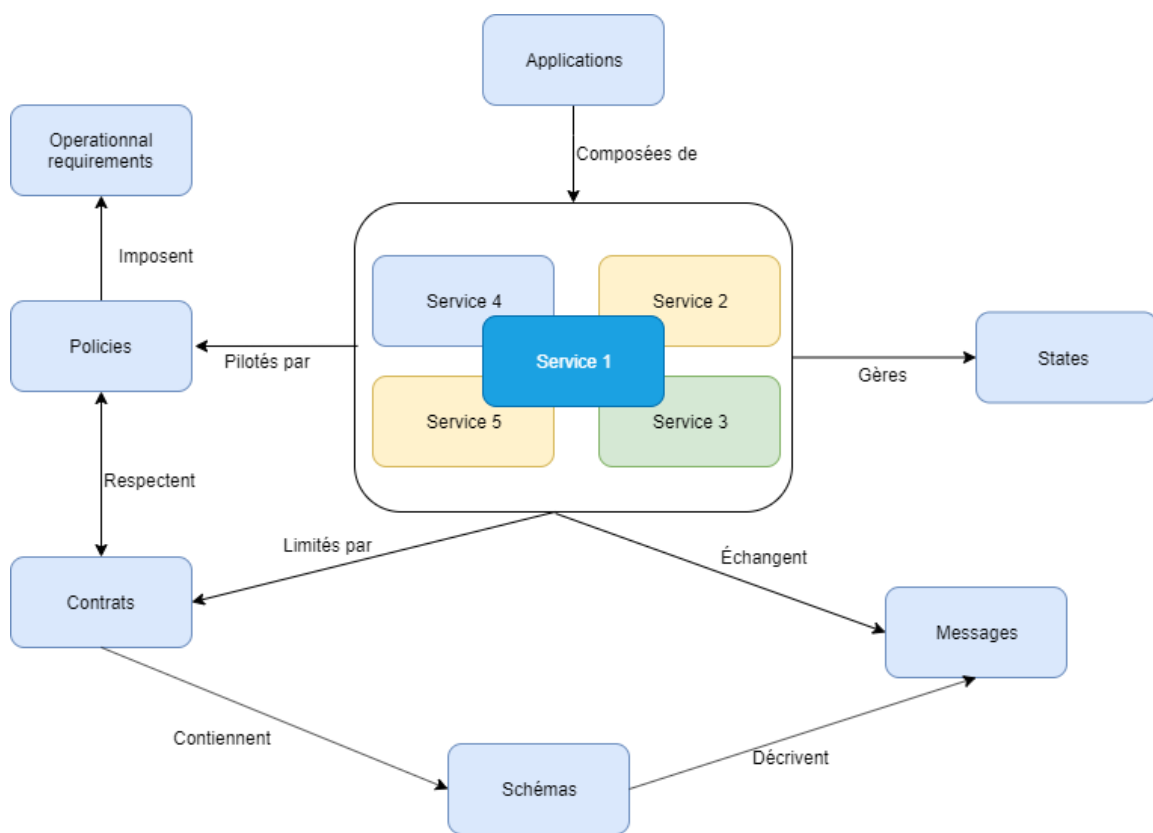 Applications
Composées de
Operationnal
requirements
Imposent
Service 4
Service 2
Policies
Pilotés par
Service 1
Gères
States
Service 5
Service 3
Respectent
Limités par
Échangent
Contrats
Messages
Contiennent
Décrivent
Schémas